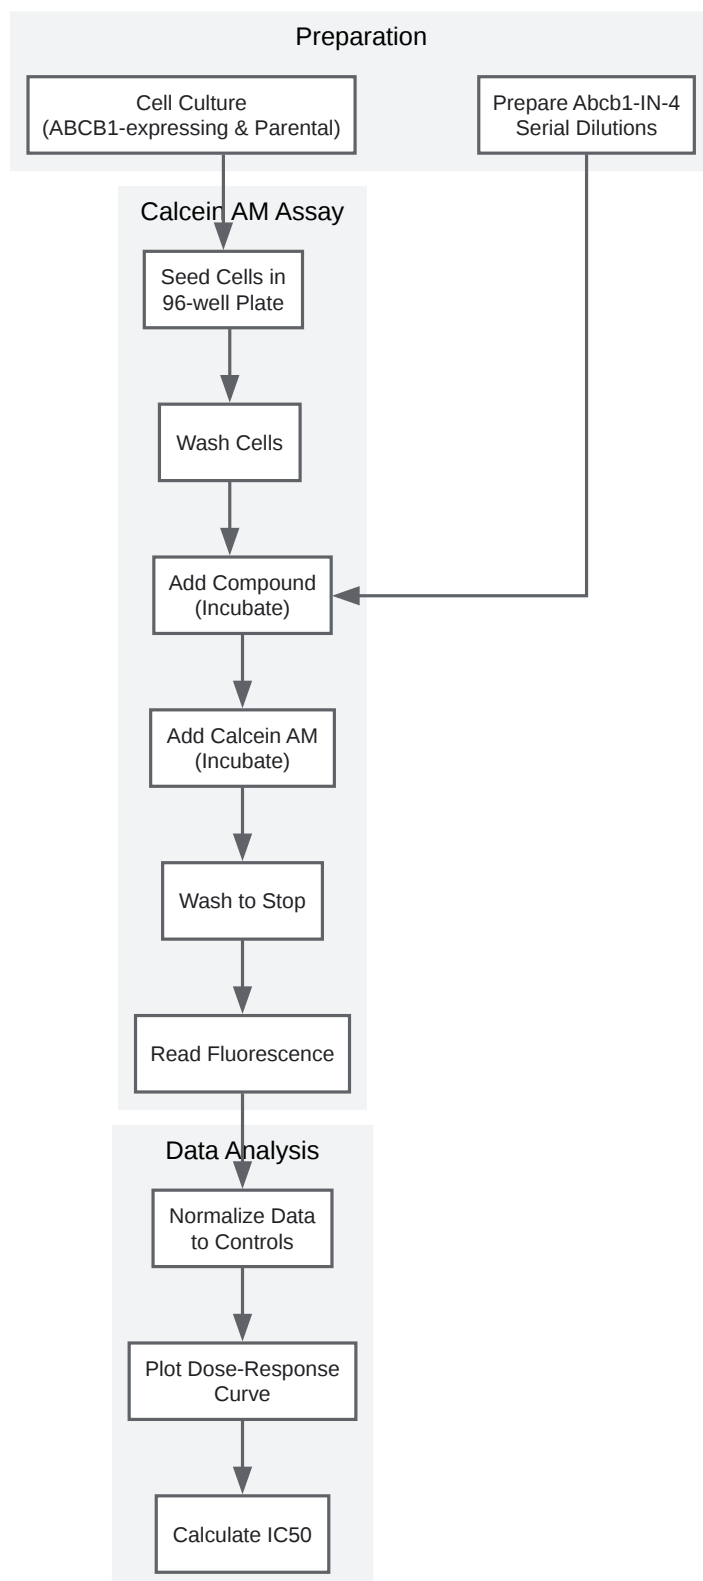 Preparation
Cell Culture
(ABCB1-expressing & Parental)
Prepare Abcb1-IN-4
Serial Dilutions
Calcein AM Assay
Seed Cells in
96-well Plate
Wash Cells
Add Compound
(Incubate)
Add Calcein AM
(Incubate)
Wash to Stop
Read Fluorescence
Data Analysis
Normalize Data
to Controls
Plot Dose-Response
Curve
Calculate IC50